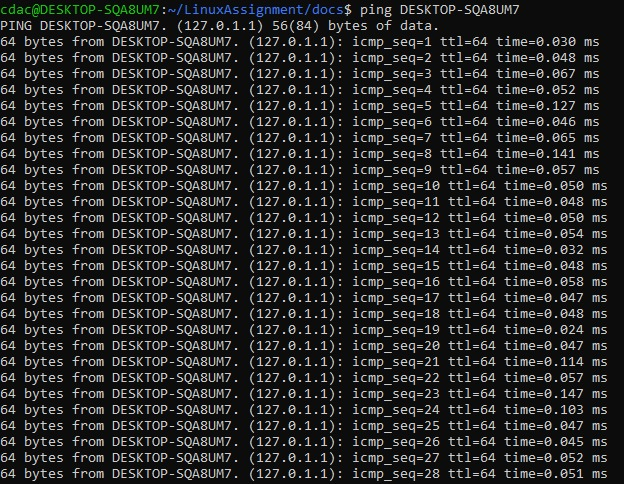 cdac@DESKTOP-SQA8UM7:~/LinuxAssignment/docs$ ping DESKTOP-SQA8UM7
PING DESKTOP-SQA8UM7. (127.0.1.1) 56(84) bytes of data.
64 bytes from DESKTOP-SQA8UM7. (127.0.1.1): icmp_seq=1 ttl=64 time=0.030 ms
64 bytes from DESKTOP-SQA8UM7. (127.0.1.1): icmp_seq=2 ttl=64 time=0.048 ms
64 bytes from DESKTOP-SQA8UM7. (127.0.1.1): icmp_seq=3 ttl=64 time=0.067 ms
64 bytes from DESKTOP-SQA8UM7. (127.0.1.1): icmp_seq=4 ttl=64 time=0.052 ms
64 bytes from DESKTOP-SQA8UM7. (127.0.1.1): icmp_seq=5 ttl=64 time=0.127 ms
64 bytes from DESKTOP-SQA8UM7. (127.0.1.1): icmp_seq=6 ttl=64 time=0.046 ms
64 bytes from DESKTOP-SQA8UM7. (127.0.1.1): icmp_seq=7 ttl=64 time=0.065 ms
64 bytes from DESKTOP-SQA8UM7. (127.0.1.1): icmp_seq=8 ttl=64 time=0.141 ms
64 bytes from DESKTOP-SQA8UM7. (127.0.1.1): icmp_seq=9 ttl=64 time=0.057 ms
64 bytes from DESKTOP-SQA8UM7. (127.0.1.1): icmp_seq=10 ttl=64 time=0.050 ms
64 bytes from DESKTOP-SQA8UM7. (127.0.1.1): icmp_seq=11 ttl=64 time=0.048 ms
64 bytes from DESKTOP-SQA8UM7. (127.0.1.1): icmp_seq=12 ttl=64 time=0.050 ms
64 bytes from DESKTOP-SQA8UM7. (127.0.1.1): icmp_seq=13 ttl=64 time=0.054 ms
64 bytes from DESKTOP-SQA8UM7. (127.0.1.1): icmp_seq=14 ttl=64 time=0.032 ms
64 bytes from DESKTOP-SQA8UM7. (127.0.1.1): icmp_seq=15 ttl=64 time=0.048 ms
64 bytes from DESKTOP-SQA8UM7. (127.0.1.1): icmp_seq=16 ttl=64 time=0.058 ms
64 bytes from DESKTOP-SQA8UM7. (127.0.1.1): icmp_seq=17 ttl=64 time=0.047 ms
64 bytes from DESKTOP-SQA8UM7. (127.0.1.1): icmp_seq=18 ttl=64 time=0.048 ms
64 bytes from DESKTOP-SQA8UM7. (127.0.1.1): icmp_seq=19 ttl=64 time=0.024 ms
64 bytes from DESKTOP-SQA8UM7. (127.0.1.1): icmp_seq=20 ttl=64 time=0.047 ms
64 bytes from DESKTOP-SQA8UM7. (127.0.1.1): icmp_seq=21 ttl=64 time=0.114 ms
64 bytes from DESKTOP-SQA8UM7. (127.0.1.1): icmp_seq=22 ttl=64 time=0.057 ms
64 bytes from DESKTOP-SQA8UM7. (127.0.1.1): icmp_seq=23 ttl=64 time=0.147 ms
64 bytes from DESKTOP-SQA8UM7. (127.0.1.1): icmp_seq=24 ttl=64 time=0.103 ms
64 bytes from DESKTOP-SQA8UM7. (127.0.1.1): icmp_seq=25 ttl=64 time=0.047 ms
64 bytes from DESKTOP-SQA8UM7. (127.0.1.1): icmp_seq=26 ttl=64 time=0.045 ms
64 bytes from DESKTOP-SQA8UM7. (127.0.1.1): icmp_seq=27 ttl=64 time=0.052 ms
64 bytes from DESKTOP-SQA8UM7. (127.0.1.1): icmp_seq=28 ttl=64 time=0.051 ms